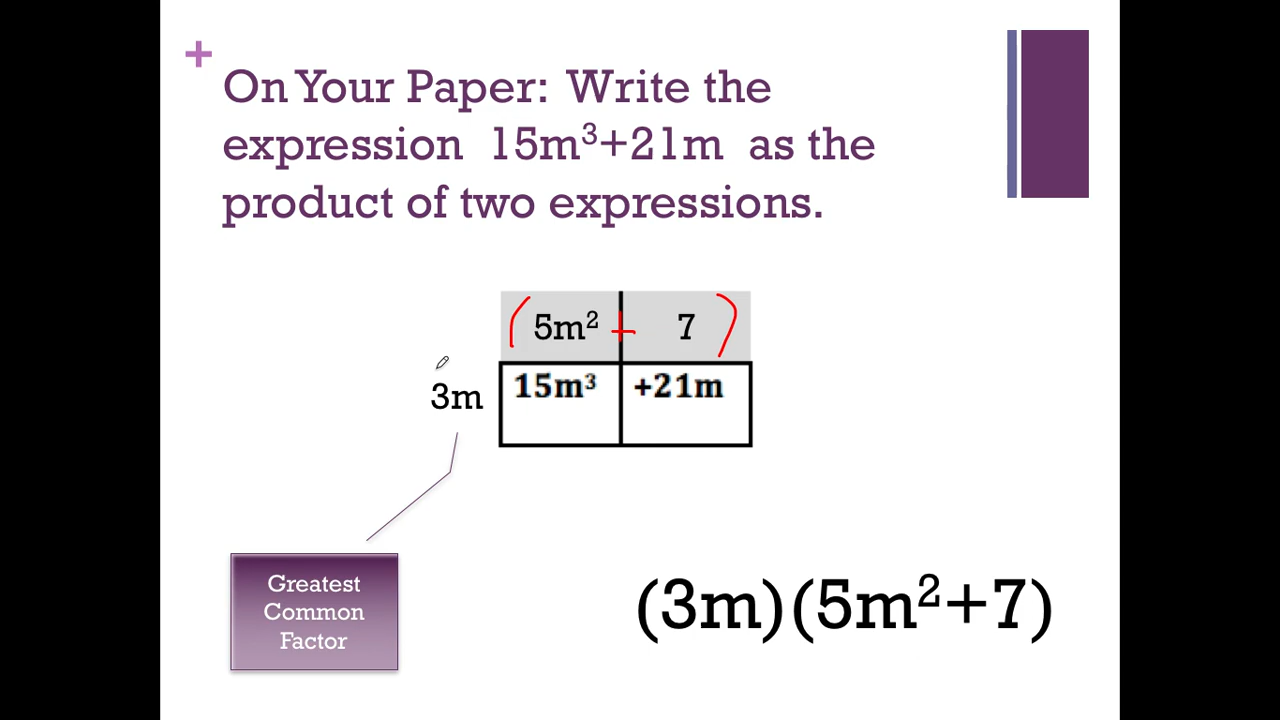 +
On Your Paper: Write the
expression 15m³+21m as the
product of two expressions.
(5m² + 7)
3m 15m³ +21m
Greatest
Common
Factor
(3m)(5m²+7)